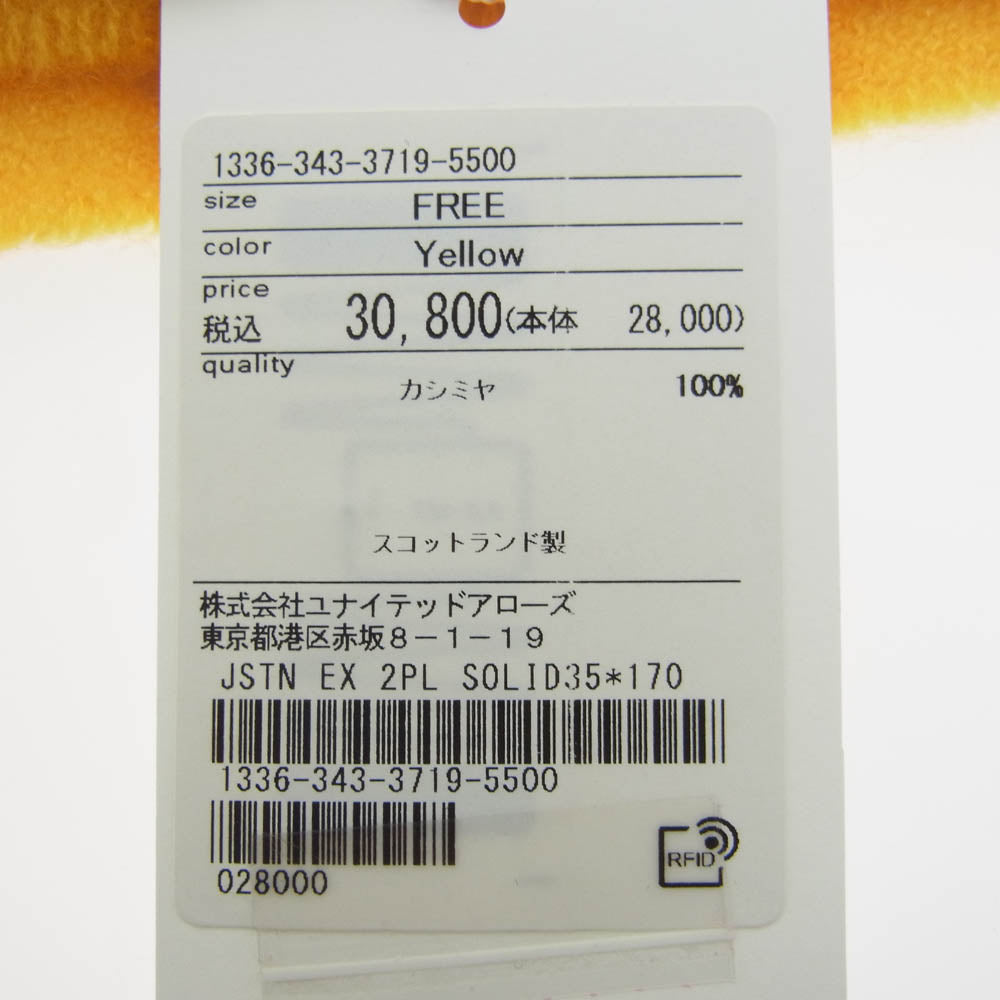 1336-343-3719-5500
size FREE
color Yellow
price
税込 30,800(本体 28,000)
quality
カシミヤ 100%
スコットランド製
株式会社ユナイテッドアローズ
東京都港区赤坂8-1-19
JSTN EX 2PL SOLID35*170
1336-343-3719-5500
028000
RFID